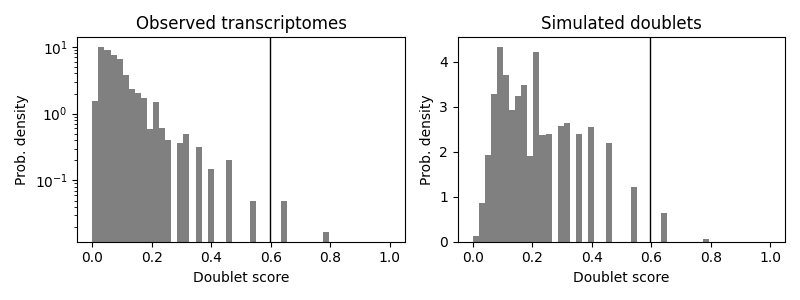 Observed transcriptomes
Simulated doublets
Prob. density
10¹
10⁰
10⁻¹
0.0 0.2 0.4 0.6 0.8 1.0
Doublet score
Prob. density
4
3
2
1
0
0.0 0.2 0.4 0.6 0.8 1.0
Doublet score